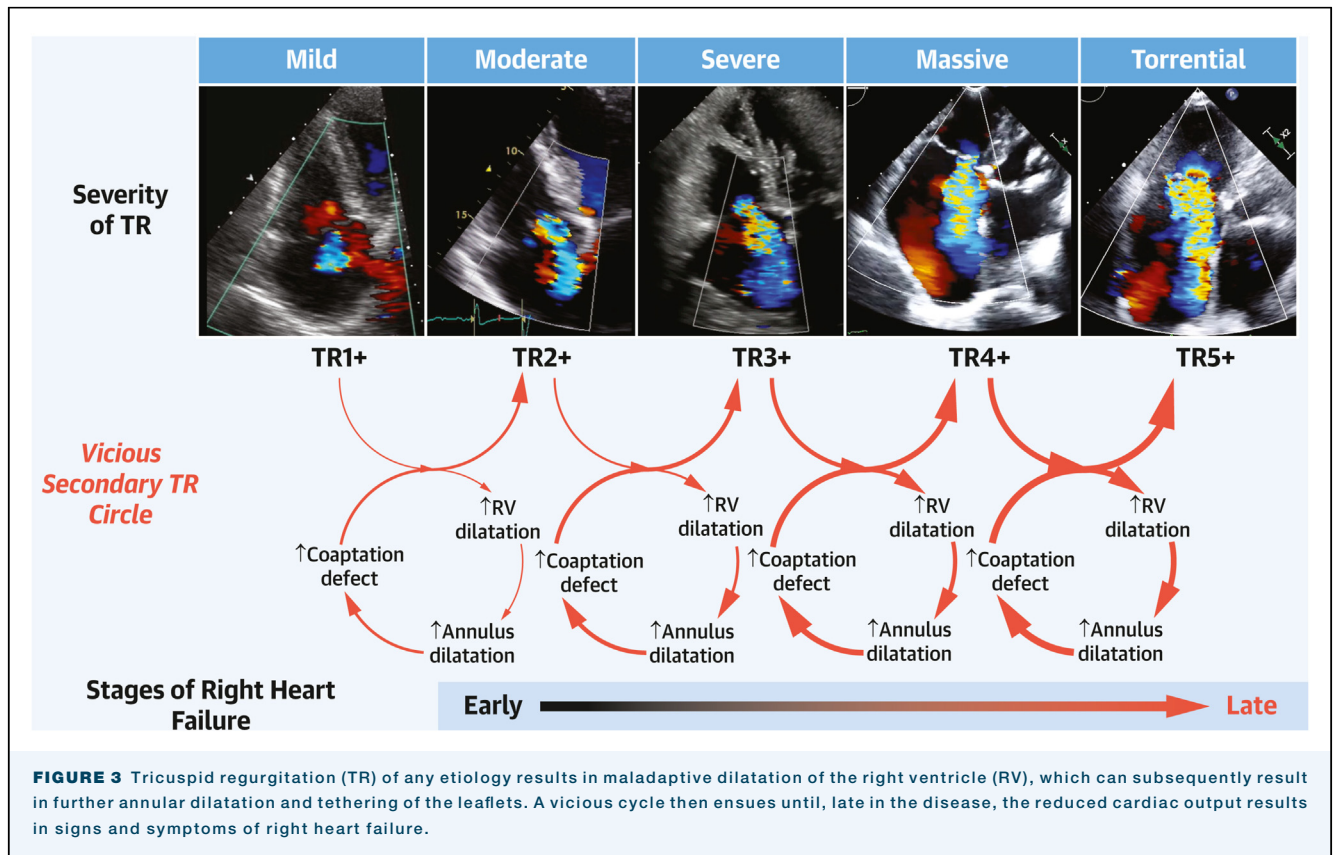 Mild Moderate Severe Massive Torrential
Severity
of TR
10
15
TR1+ TR2+ TR3+ TR4+ TR5+
Vicious
Secondary TR
Circle
↑RV
dilatation
↑Coaptation
defect
↑Annulus
dilatation
↑RV
dilatation
↑Coaptation
defect
↑Annulus
dilatation
↑RV
dilatation
↑Coaptation
defect
↑Annulus
dilatation
↑RV
dilatation
↑Coaptation
defect
↑Annulus
dilatation
Stages of Right Heart
Failure
Early Late
FIGURE 3 Tricuspid regurgitation (TR) of any etiology results in maladaptive dilatation of the right ventricle (RV), which can subsequently result
in further annular dilatation and tethering of the leaflets. A vicious cycle then ensues until, late in the disease, the reduced cardiac output results
in signs and symptoms of right heart failure.